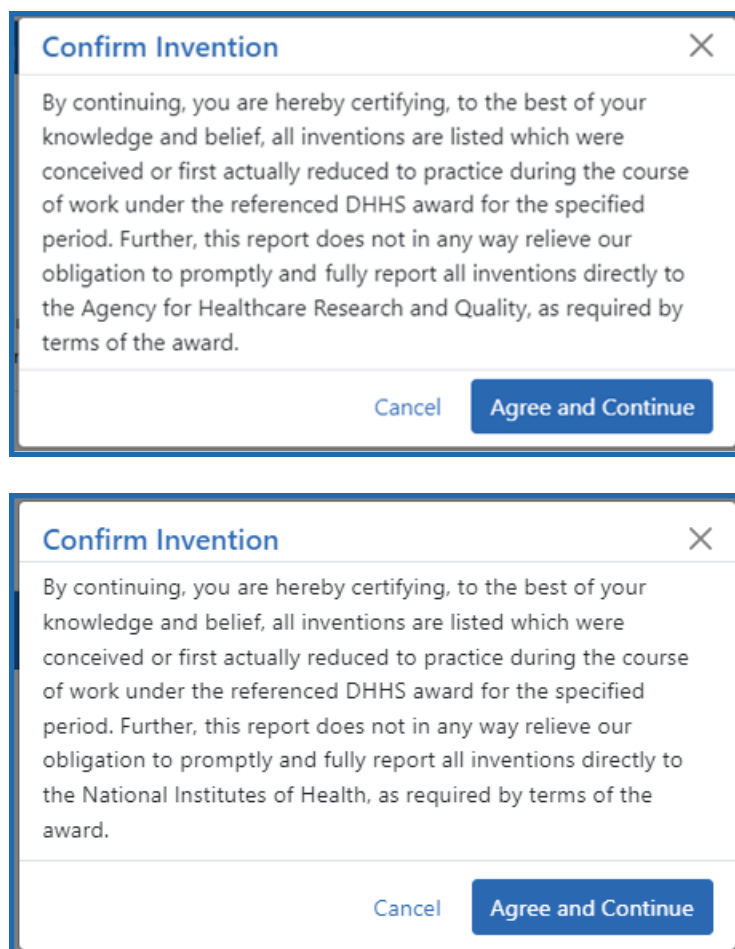 Confirm Invention
By continuing, you are hereby certifying, to the best of your
knowledge and belief, all inventions are listed which were
conceived or first actually reduced to practice during the course
of work under the referenced DHHS award for the specified
period. Further, this report does not in any way relieve our
obligation to promptly and fully report all inventions directly to
the Agency for Healthcare Research and Quality, as required by
terms of the award.
Cancel Agree and Continue
Confirm Invention
By continuing, you are hereby certifying, to the best of your
knowledge and belief, all inventions are listed which were
conceived or first actually reduced to practice during the course
of work under the referenced DHHS award for the specified
period. Further, this report does not in any way relieve our
obligation to promptly and fully report all inventions directly to
the National Institutes of Health, as required by terms of the
award.
Cancel Agree and Continue